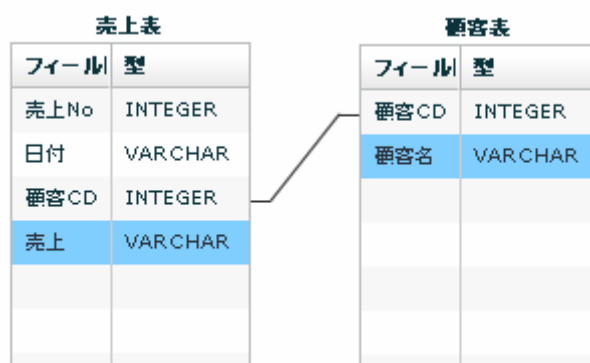 売上表
フィール 型
売上No INTEGER
日付 VARCHAR
顧客CD INTEGER
売上 VARCHAR
顧客表
フィール 型
顧客CD INTEGER
顧客名 VARCHAR